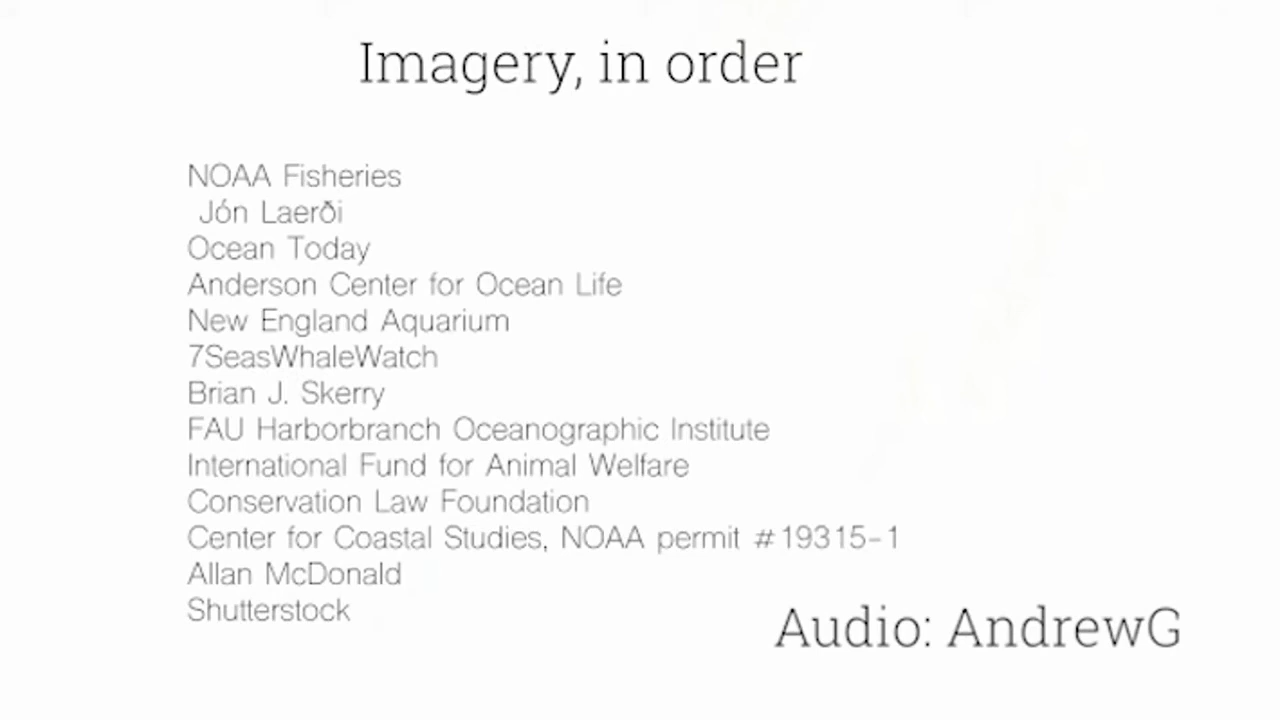 Imagery, in order
NOAA Fisheries
Jón Laerði
Ocean Today
Anderson Center for Ocean Life
New England Aquarium
7SeasWhaleWatch
Brian J. Skerry
FAU Harborbranch Oceanographic Institute
International Fund for Animal Welfare
Conservation Law Foundation
Center for Coastal Studies, NOAA permit #19315-1
Allan McDonald
Shutterstock
Audio: AndrewG